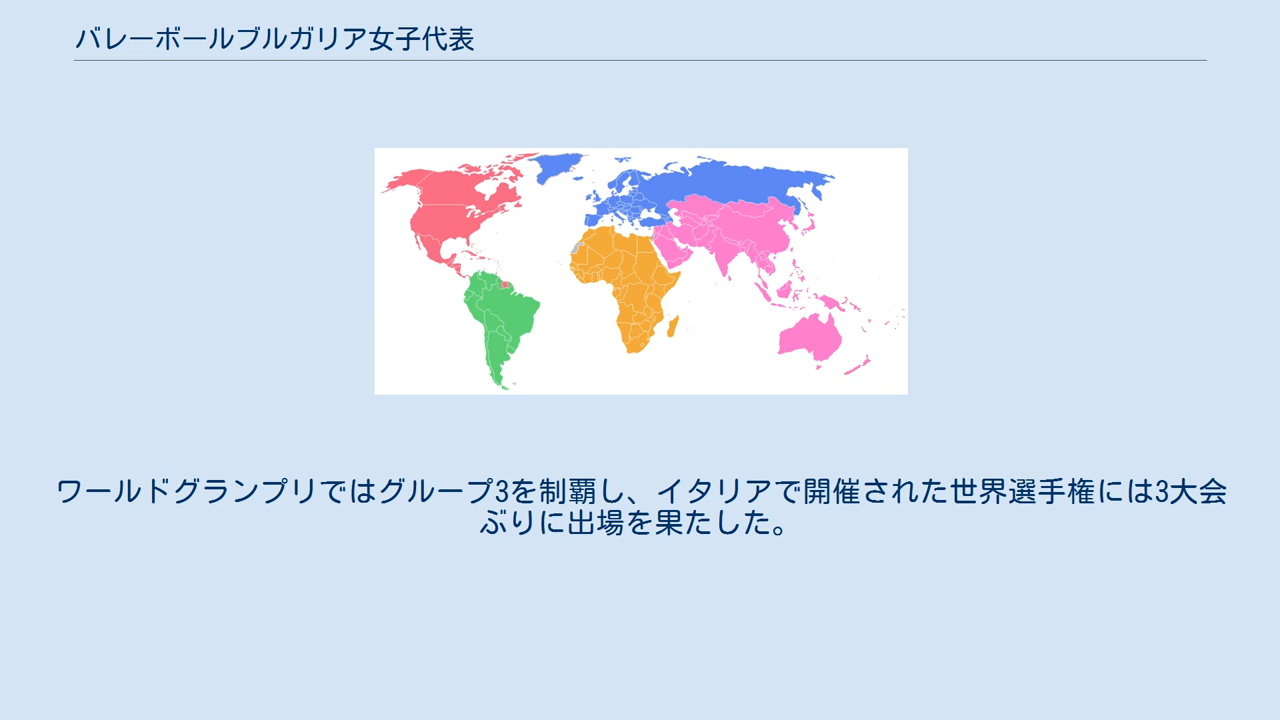 バレーボールブルガリア女子代表
ワールドグランプリではグループ3を制覇し、イタリアで開催された世界選手権には3大会
ぶりに出場を果たした。